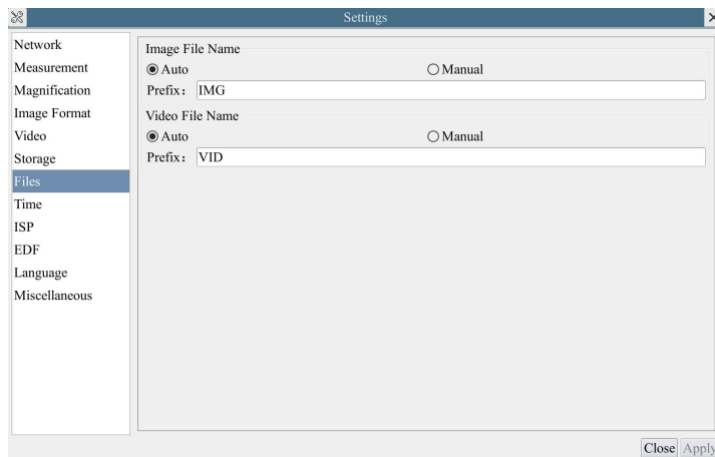 Settings
Network
Measurement
Magnification
Image Format
Video
Storage
Files
Time
ISP
EDF
Language
Miscellaneous
Image File Name
Auto
Manual
Prefix: IMG
Video File Name
Auto
Manual
Prefix: VID
Close
Apply